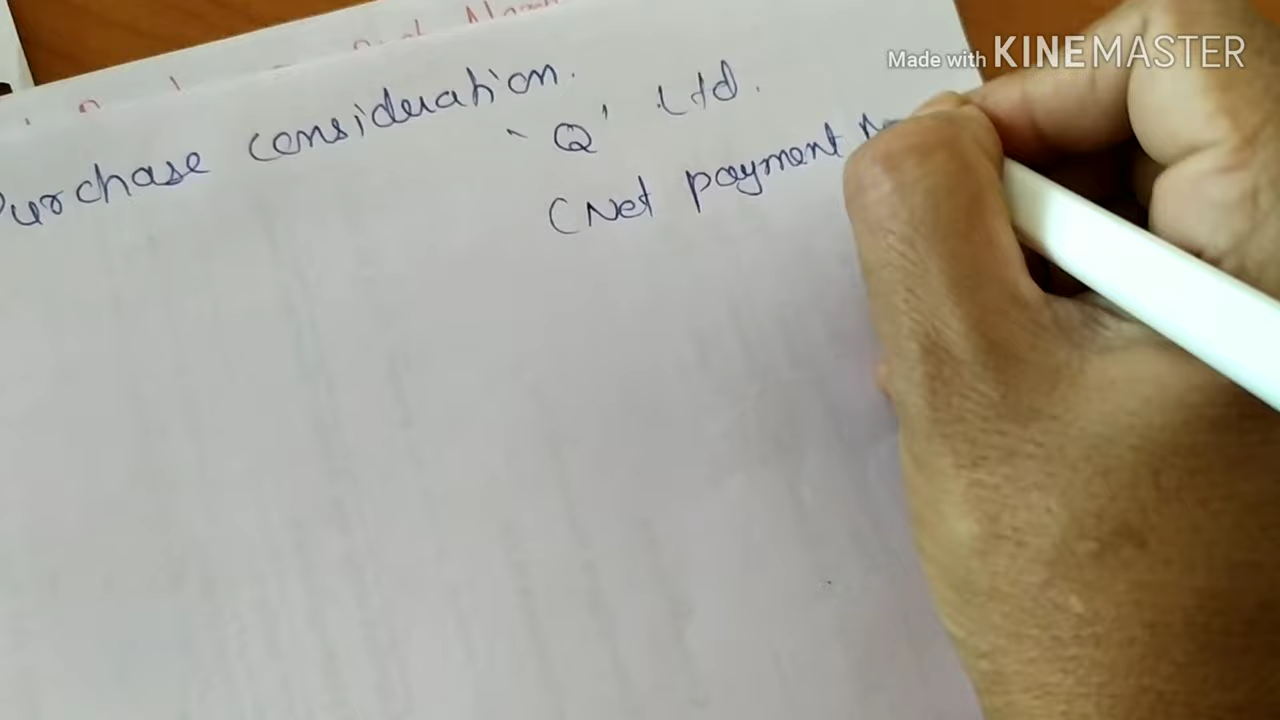 Made with KINEMASTER
Purchase consideration.
'Q' Ltd.
(Net payment